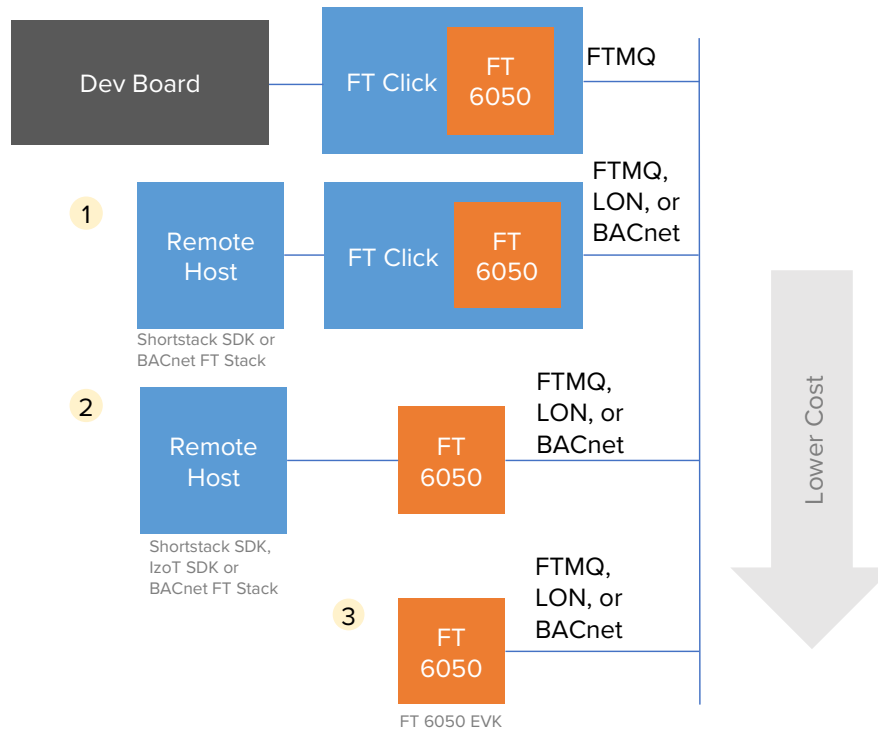 Dev Board
FT Click
FT
6050
FTMQ
1
Remote
Host
FT Click
FT
6050
FTMQ,
LON, or
BACnet
Shortstack SDK or
BACnet FT Stack
2
Remote
Host
FT
6050
FTMQ,
LON, or
BACnet
Shortstack SDK,
IzoT SDK or
BACnet FT Stack
3
FT
6050
FTMQ,
LON, or
BACnet
FT 6050 EVK
Lower Cost